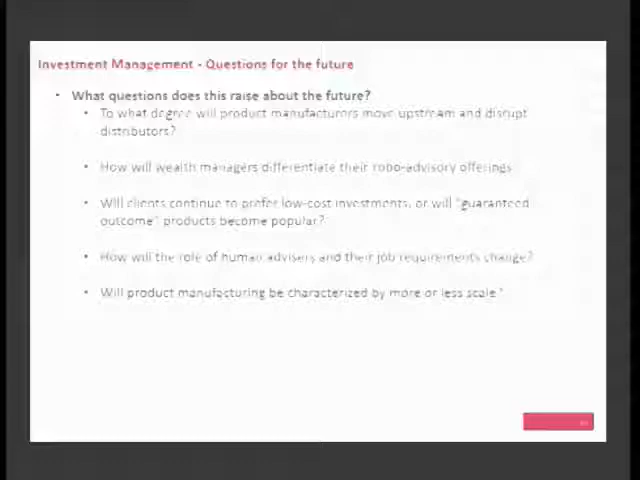 Investment Management - Questions for the future
• What questions does this raise about the future?
• To what degree will product manufacturers move upstream and disrupt
distributors?
• How will wealth managers differentiate their robo-advisory offerings
• Will clients continue to prefer low-cost investments, or will "guaranteed
outcome" products become popular?
• How will the role of human advisers and their job requirements change?
• Will product manufacturing be characterized by more or less scale